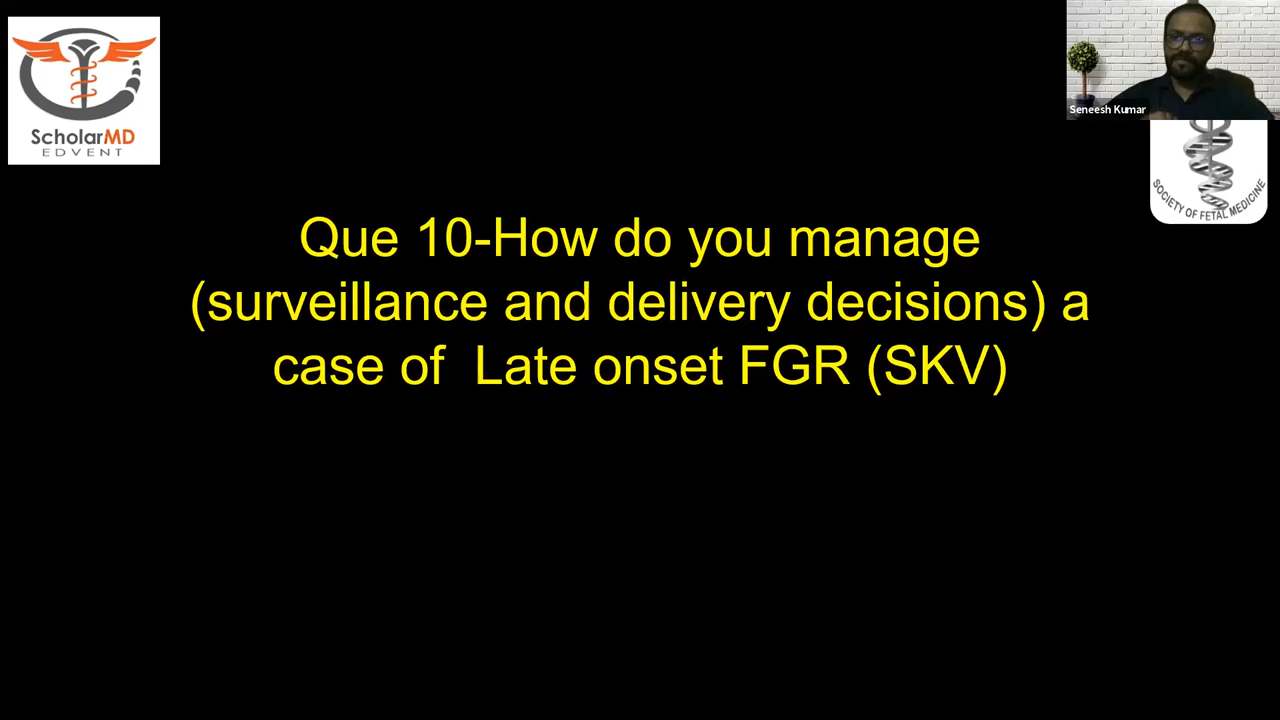 ScholarMD
EDVENT
Seneesh Kumar
SOCIETY OF FETAL MEDICINE
Que 10-How do you manage
(surveillance and delivery decisions) a
case of  Late onset FGR (SKV)